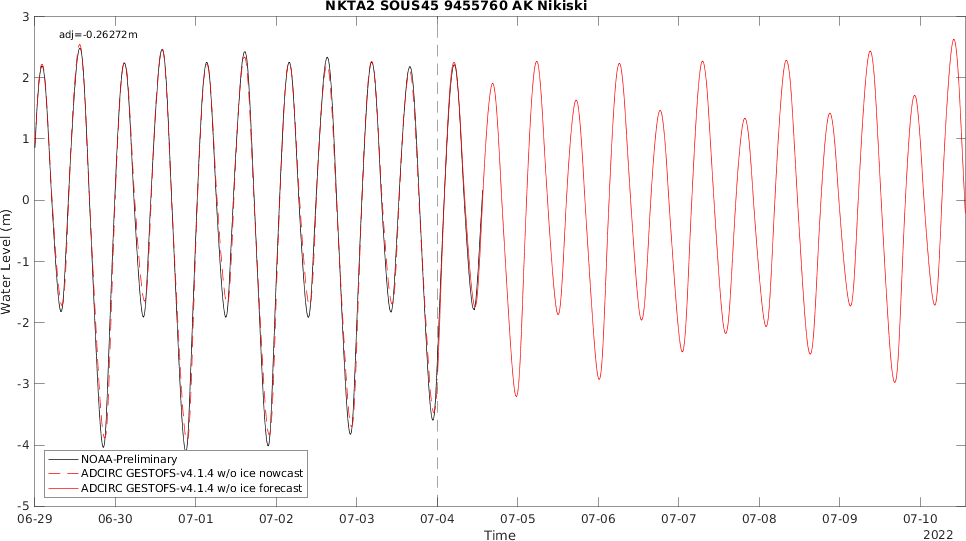 NKTA2 SOUS45 9455760 AK Nikiski
adj=-0.26272m
Water Level (m)
3
2
1
0
-1
-2
-3
-4
-5
NOAA-Preliminary
ADCIRC GESTOFS-v4.1.4 w/o ice nowcast
ADCIRC GESTOFS-v4.1.4 w/o ice forecast
06-29 06-30 07-01 07-02 07-03 07-04 07-05 07-06 07-07 07-08 07-09 07-10
Time
2022